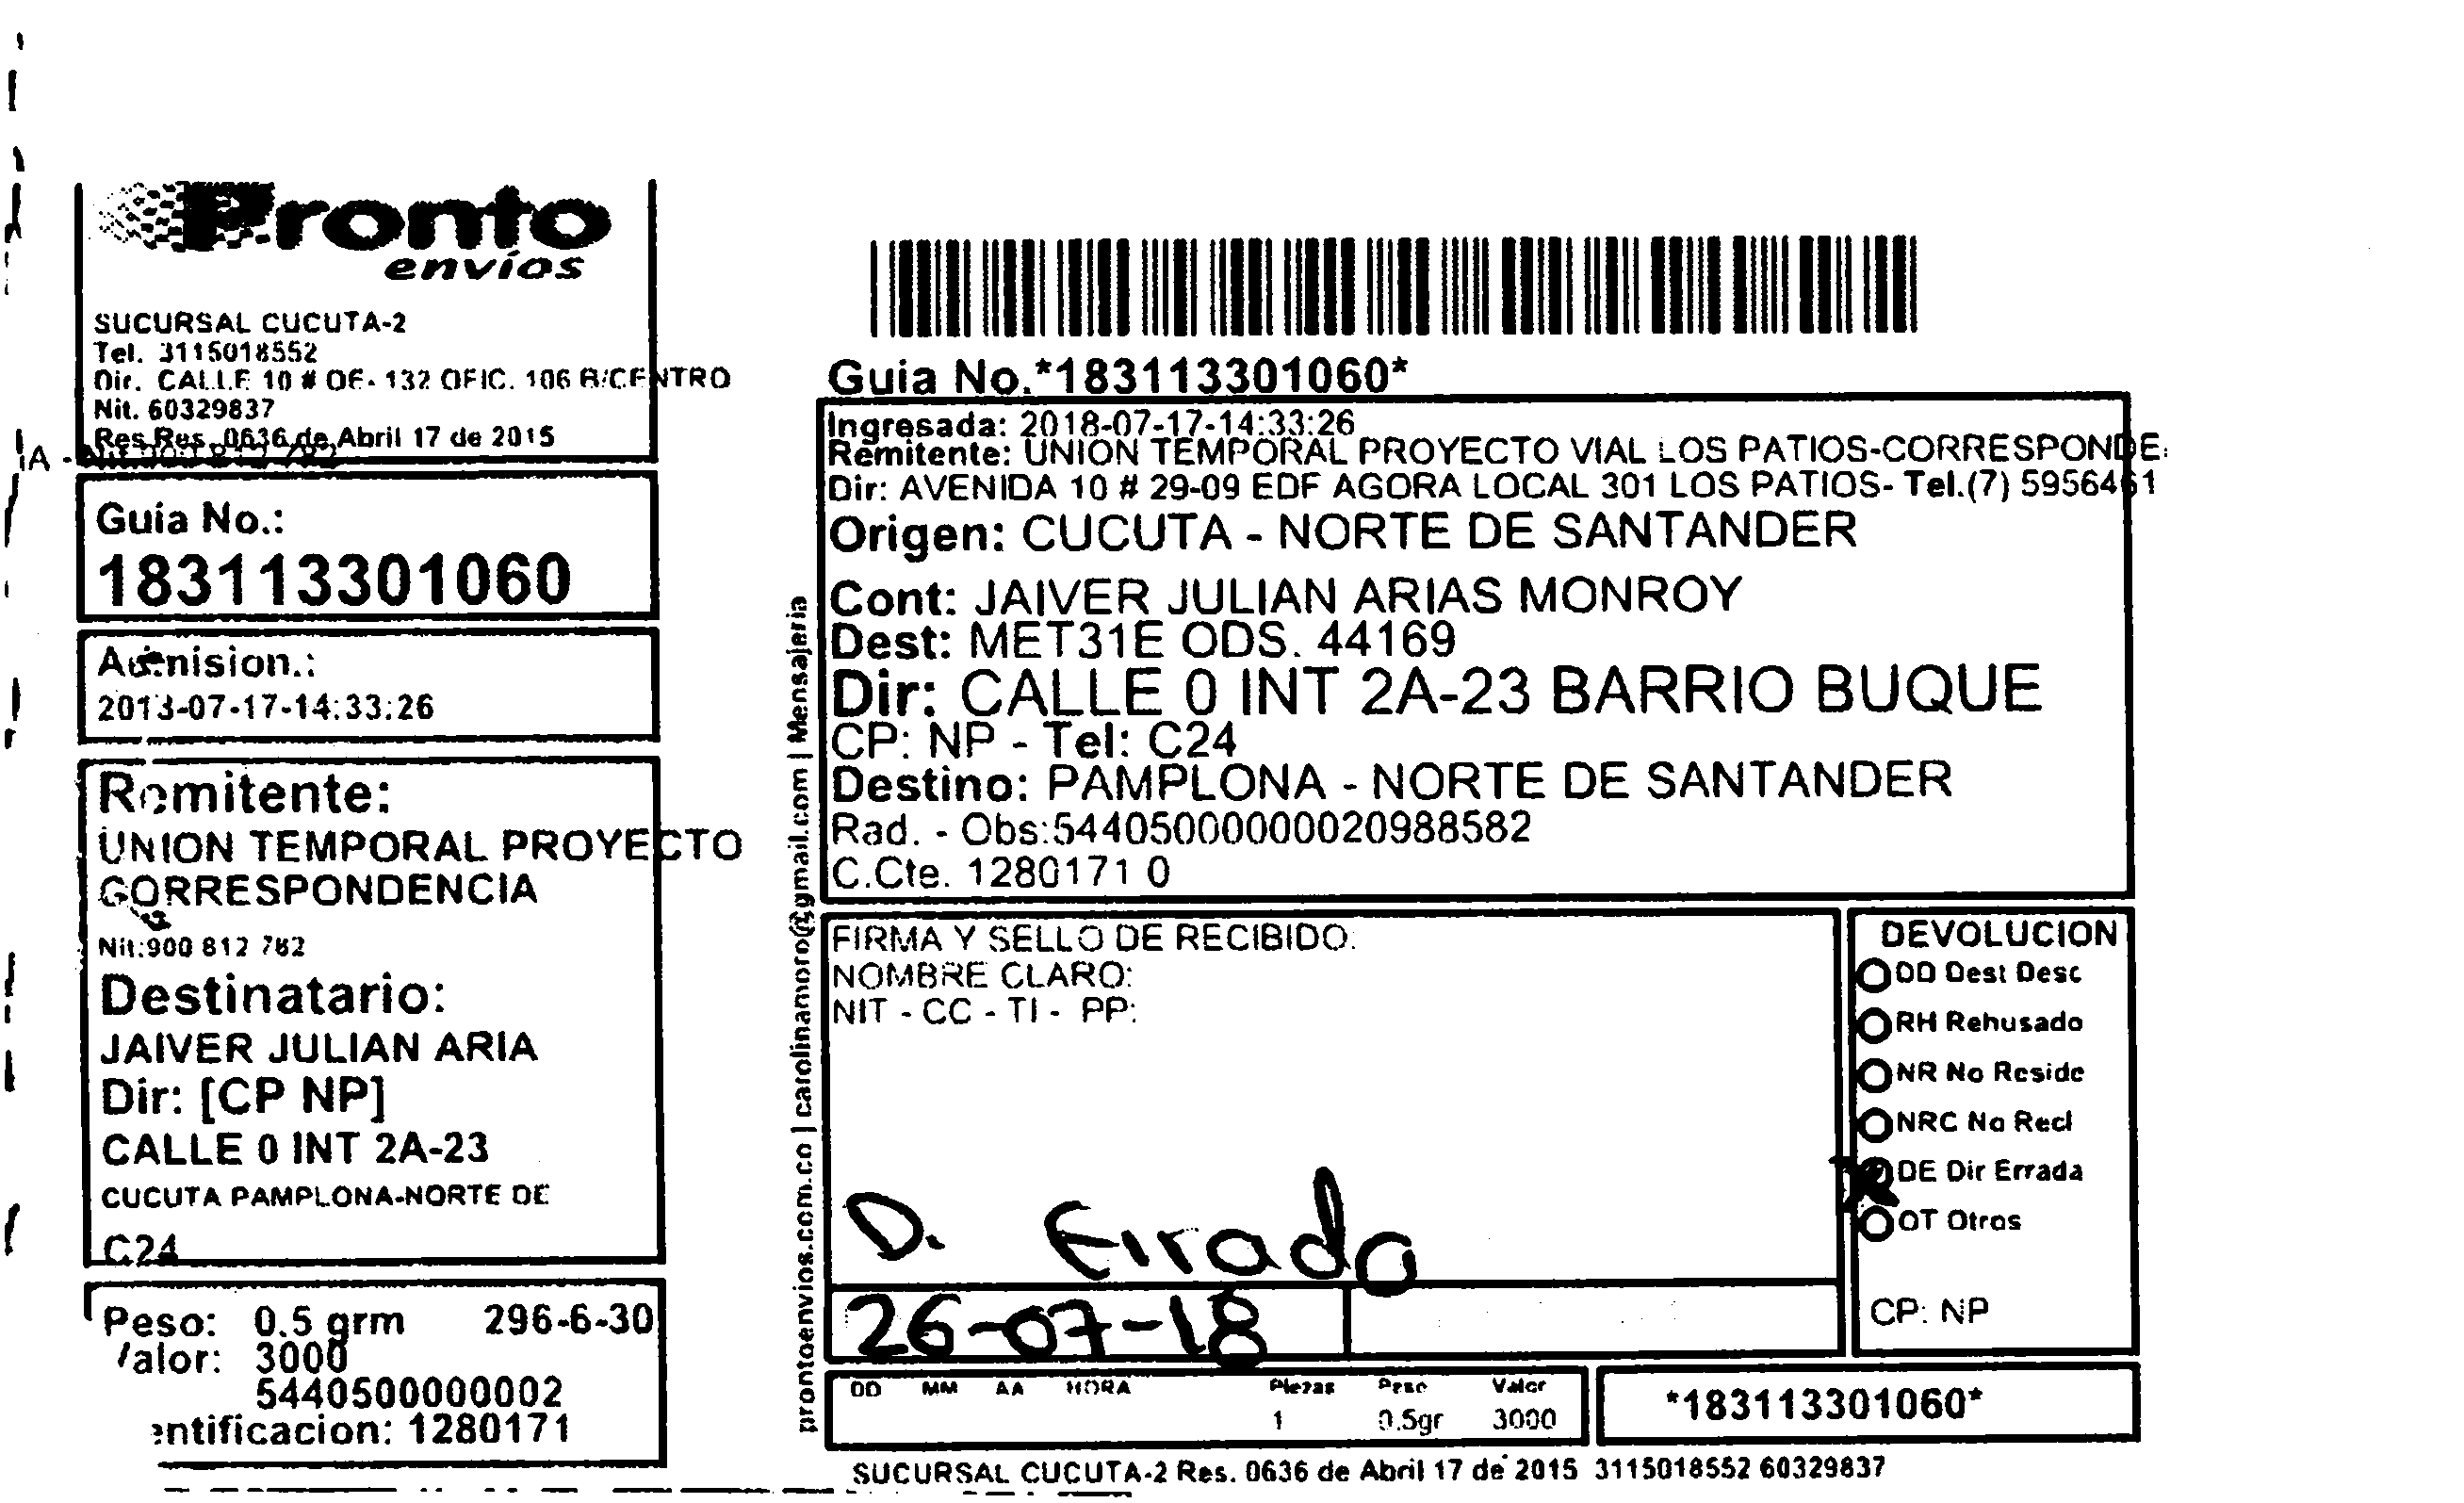 Pronto
envíos
SUCURSAL CUCUTA-2
Tel. 3115018552
Dir. CALLE 10 # OE- 132 OFIC. 106 B/CENTRO
Nit. 60329837
Res.Res. 0636 de Abril 17 de 2015
IA - Nit 900 812 782
Guia No.:
183113301060
Admision.:
2018-07-17-14:33:26
Remitente:
UNION TEMPORAL PROYECTO
CORRESPONDENCIA
Nit:900 812 782
Destinatario:
JAIVER JULIAN ARIA
Dir: [CP NP]
CALLE 0 INT 2A-23
CUCUTA PAMPLONA-NORTE DE
C24
Peso: 0.5 grm 296-6-30
Valor: 3000
5440500000002
entificacion: 1280171
prontoenvios.com.co | carolinamoro@gmail.com | Mensajeria
Guia No.*183113301060*
Ingresada: 2018-07-17-14:33:26
Remitente: UNION TEMPORAL PROYECTO VIAL LOS PATIOS-CORRESPONDE
Dir: AVENIDA 10 # 29-09 EDF AGORA LOCAL 301 LOS PATIOS- Tel.(7) 5956461
Origen: CUCUTA - NORTE DE SANTANDER
Cont: JAIVER JULIAN ARIAS MONROY
Dest: MET31E ODS. 44169
Dir: CALLE 0 INT 2A-23 BARRIO BUQUE
CP: NP - Tel: C24
Destino: PAMPLONA - NORTE DE SANTANDER
Rad. - Obs:544050000000020988582
C.Cte. 1280171 0
FIRMA Y SELLO DE RECIBIDO:
NOMBRE CLARO:
NIT - CC - TI - PP:
D. Errada
26-07-18
DEVOLUCION
DD Dest Desc
RH Rehusado
NR No Reside
NRC No Recl
DE Dir Errada
OT Otros
CP: NP
DD MM AA HORA Piezas Peso Valor
1 0.5gr 3000
*183113301060*
SUCURSAL CUCUTA-2 Res. 0636 de Abril 17 de 2015 3115018552 60329837